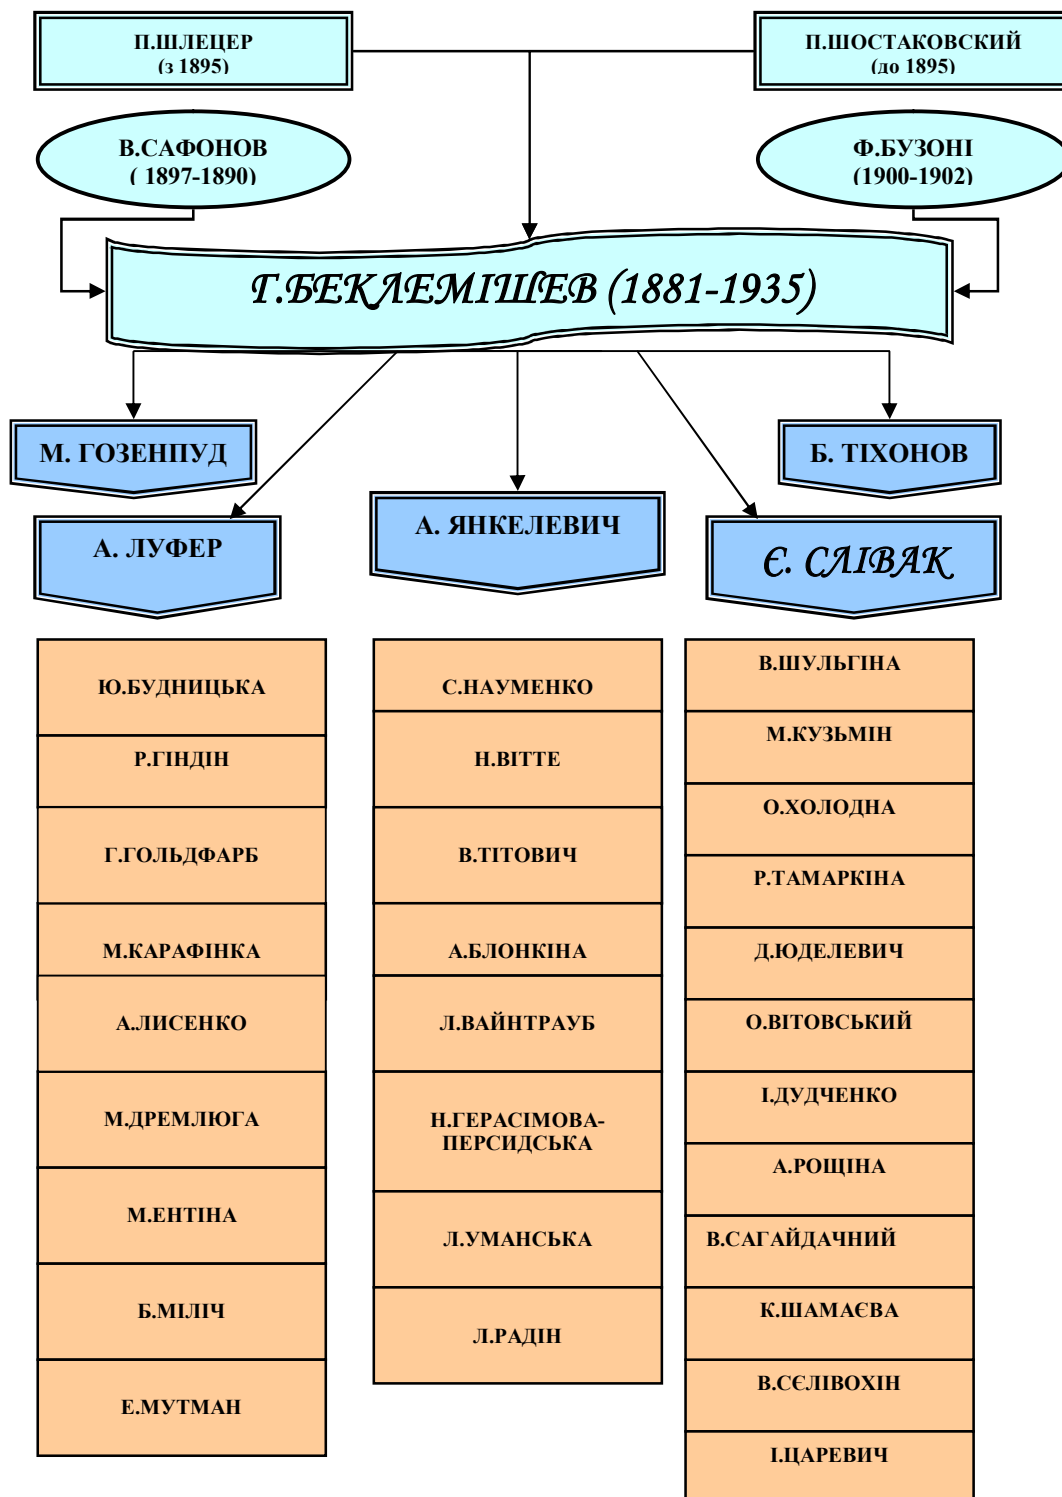 П.ШЛЕЦЕР
(з 1895)
П.ШОСТАКОВСКИЙ
(до 1895)
В.САФОНОВ
( 1897-1890)
Ф.БУЗОНІ
(1900-1902)
Г.БЕКЛЕМІШЕВ (1881-1935)
М. ГОЗЕНПУД
Б. ТІХОНОВ
А. ЛУФЕР
А. ЯНКЕЛЕВИЧ
Є. СЛІВАК
Ю.БУДНИЦЬКА
Р.ГІНДІН
Г.ГОЛЬДФАРБ
М.КАРАФІНКА
А.ЛИСЕНКО
М.ДРЕМЛЮГА
М.ЕНТІНА
Б.МІЛІЧ
Е.МУТМАН
С.НАУМЕНКО
Н.ВІТТЕ
В.ТІТОВИЧ
А.БЛОНКІНА
Л.ВАЙНТРАУБ
Н.ГЕРАСІМОВА-
ПЕРСИДСЬКА
Л.УМАНСЬКА
Л.РАДІН
В.ШУЛЬГІНА
М.КУЗЬМІН
О.ХОЛОДНА
Р.ТАМАРКІНА
Д.ЮДЕЛЕВИЧ
О.ВІТОВСЬКИЙ
І.ДУДЧЕНКО
А.РОЩІНА
В.САГАЙДАЧНИЙ
К.ШАМАЄВА
В.СЄЛІВОХІН
І.ЦАРЕВИЧ